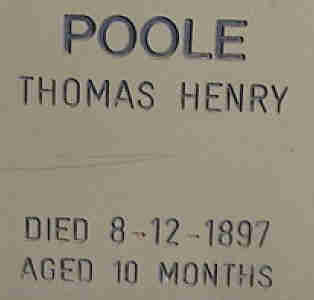 POOLE
THOMAS HENRY
DIED 8-12-1897
AGED 10 MONTHS